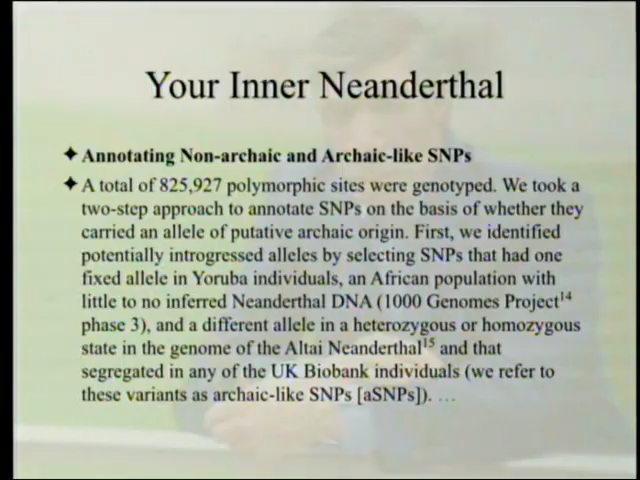 Your Inner Neanderthal
✦ Annotating Non-archaic and Archaic-like SNPs
✦ A total of 825,927 polymorphic sites were genotyped. We took a
two-step approach to annotate SNPs on the basis of whether they
carried an allele of putative archaic origin. First, we identified
potentially introgressed alleles by selecting SNPs that had one
fixed allele in Yoruba individuals, an African population with
little to no inferred Neanderthal DNA (1000 Genomes Project¹⁴
phase 3), and a different allele in a heterozygous or homozygous
state in the genome of the Altai Neanderthal¹⁵ and that
segregated in any of the UK Biobank individuals (we refer to
these variants as archaic-like SNPs [aSNPs]). …